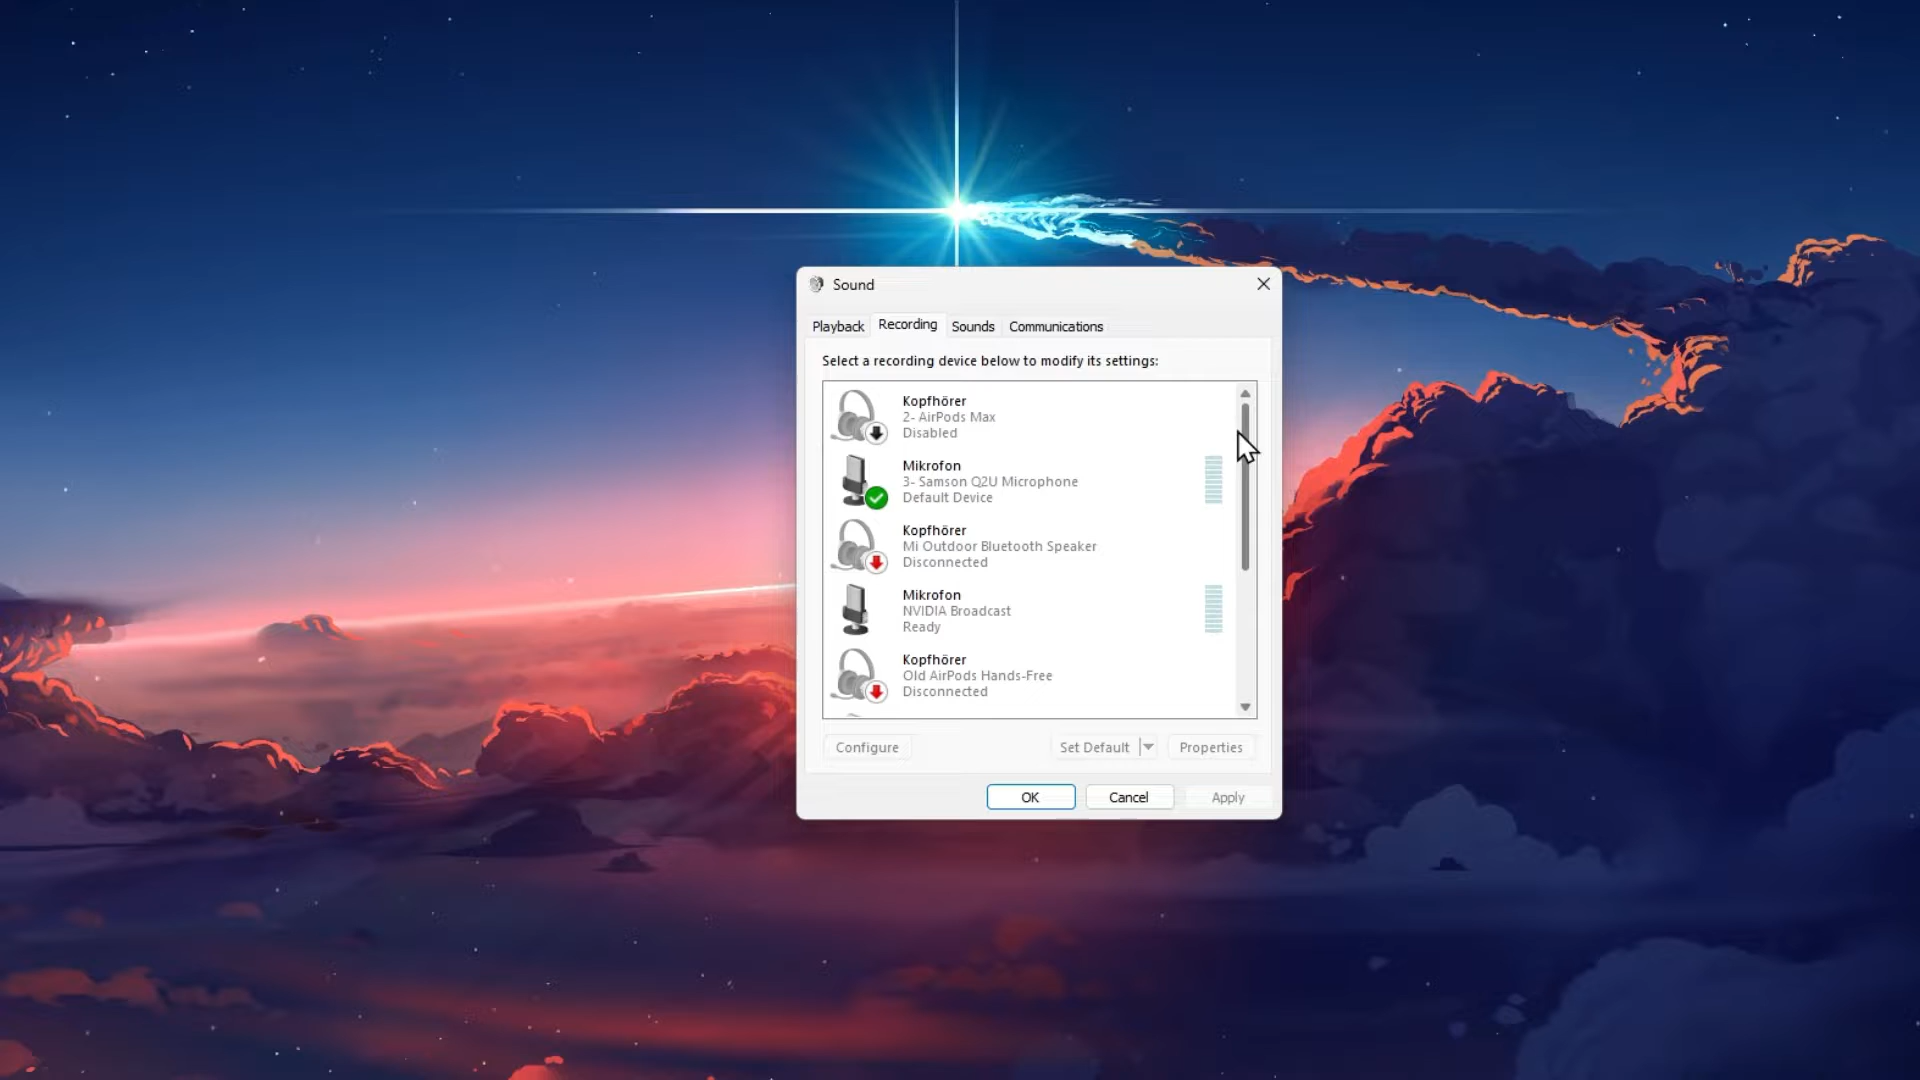 Sound
Playback Recording Sounds Communications
Select a recording device below to modify its settings:
Kopfhörer
2- AirPods Max
Disabled
Mikrofon
3- Samson Q2U Microphone
Default Device
Kopfhörer
Mi Outdoor Bluetooth Speaker
Disconnected
Mikrofon
NVIDIA Broadcast
Ready
Kopfhörer
Old AirPods Hands-Free
Disconnected
Configure Set Default Properties
OK Cancel Apply